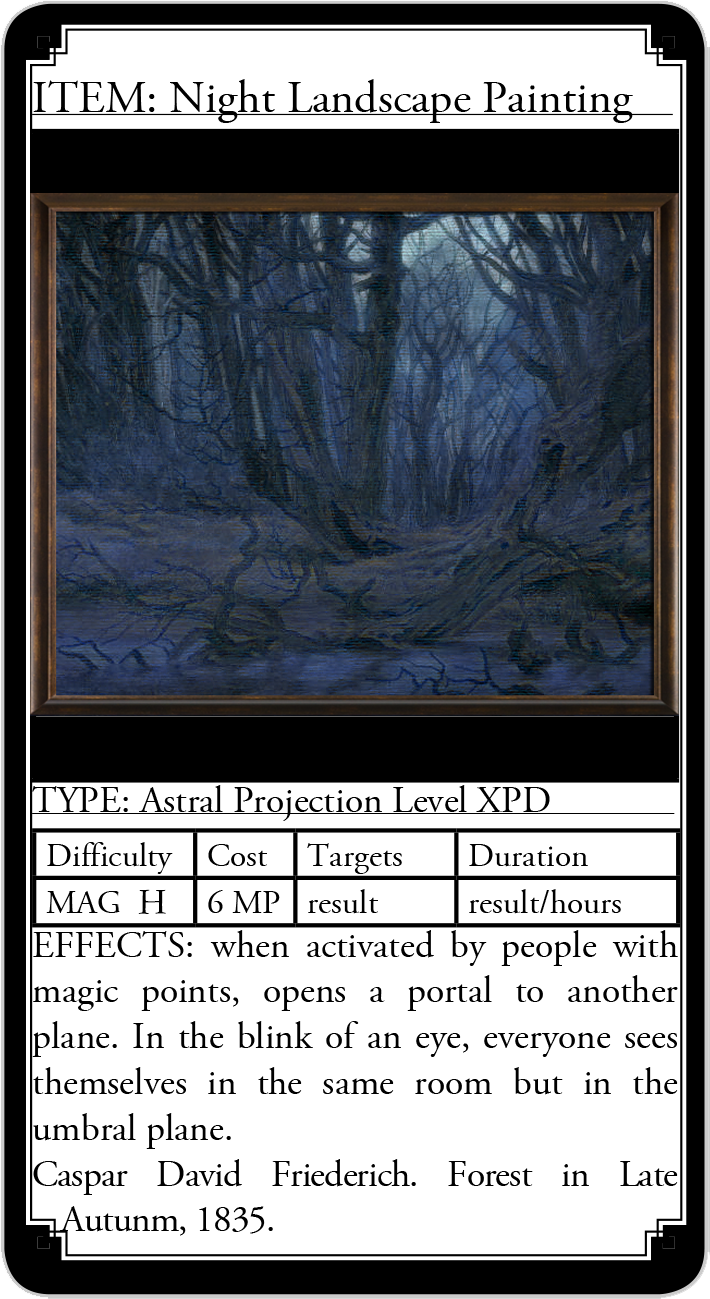 ITEM: Night Landscape Painting
TYPE: Astral Projection Level XPD
Difficulty Cost Targets Duration
MAG H 6 MP result result/hours
EFFECTS: when activated by people with
magic points, opens a portal to another
plane. In the blink of an eye, everyone sees
themselves in the same room but in the
umbral plane.
Caspar David Friederich. Forest in Late
Autunm, 1835.